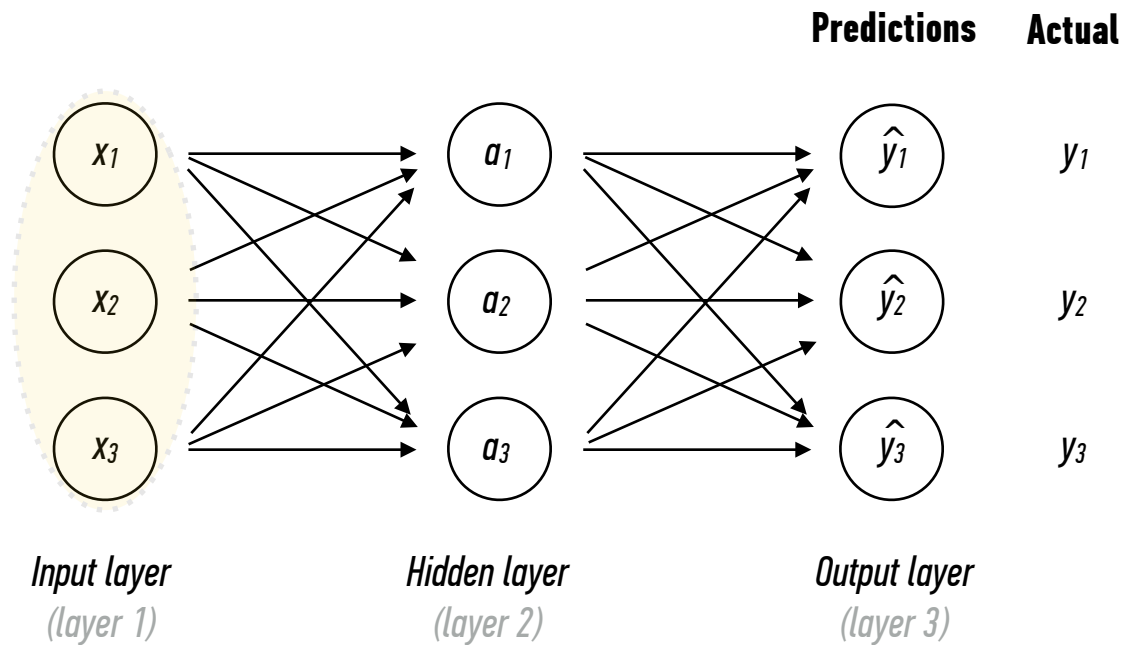 Predictions Actual
x1 a1 ŷ1 y1
x2 a2 ŷ2 y2
x3 a3 ŷ3 y3
Input layer Hidden layer Output layer
(layer 1) (layer 2) (layer 3)